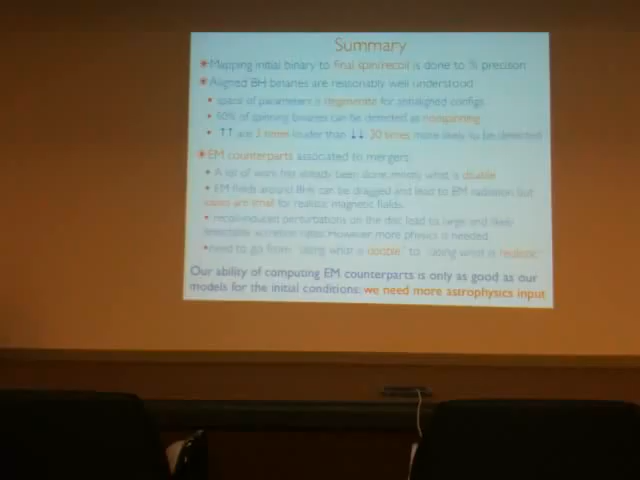 Summary
* Mapping initial binary to final spin/recoil is done to % precision
* Aligned BH binaries are reasonably well understood
• space of parameters is degenerate for antialigned configs.
• 50% of spinning binaries can be detected as nonspinning
• ↑↑ are 3 times louder than ↓↓ 30 times more likely to be detected
* EM counterparts associated to mergers:
• A lot of work has already been done mostly what is doable
• EM fields around BHs can be dragged and lead to EM radiation but
are small for realistic magnetic fields.
• recoil-induced perturbations on the disc lead to large and likely
detectable accretion rates. However more physics is needed
• need to go from "using what is doable" to "using what is realistic"
Our ability of computing EM counterparts is only as good as our
models for the initial conditions: we need more astrophysics input